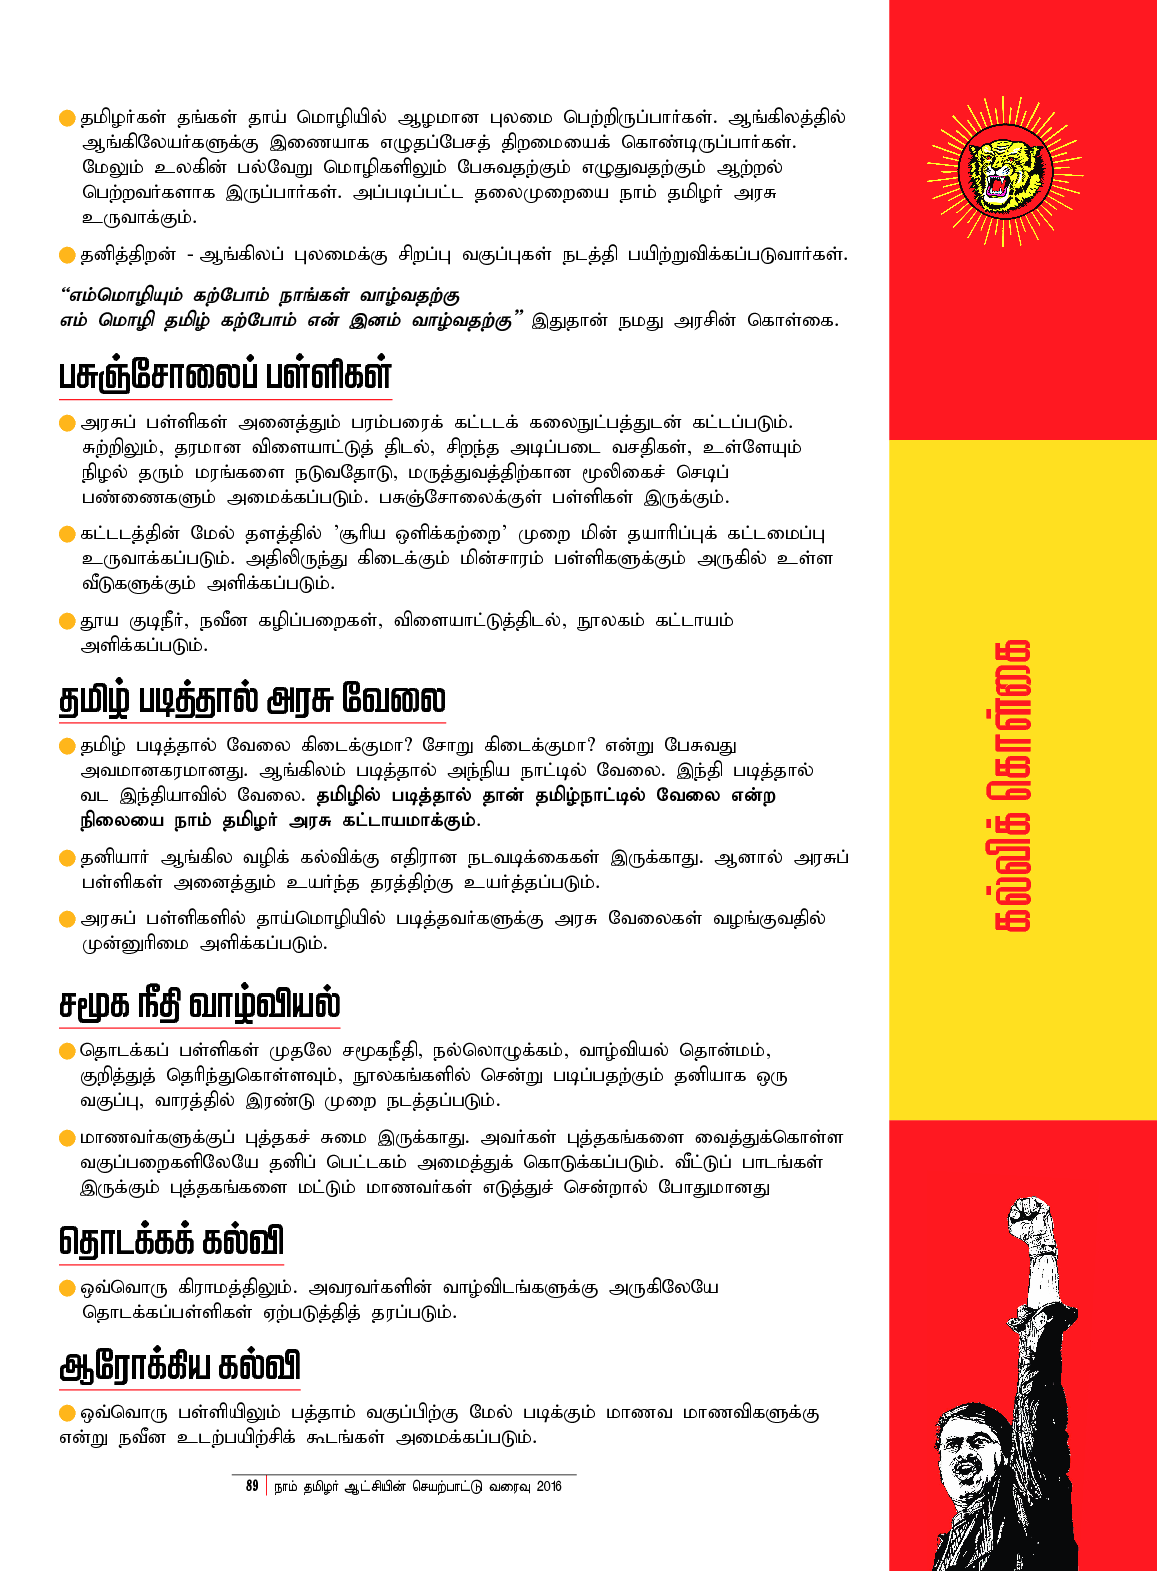 தமிழர்கள் தங்கள் தாய் மொழியில் ஆழமான புலமை பெற்றிருப்பார்கள். ஆங்கிலத்தில்
ஆங்கிலேயர்களுக்கு இணையாக எழுதப்பேசத் திறமையைக் கொண்டிருப்பார்கள்.
மேலும் உலகின் பல்வேறு மொழிகளிலும் பேசுவதற்கும் எழுதுவதற்கும் ஆற்றல்
பெற்றவர்களாக இருப்பார்கள். அப்படிப்பட்ட தலைமுறையை நாம் தமிழர் அரசு
உருவாக்கும்.
தனித்திறன் - ஆங்கிலப் புலமைக்கு சிறப்பு வகுப்புகள் நடத்தி பயிற்றுவிக்கப்படுவார்கள்.
“எம்மொழியும் கற்போம் நாங்கள் வாழ்வதற்கு
எம் மொழி தமிழ் கற்போம் என் இனம் வாழ்வதற்கு” இதுதான் நமது அரசின் கொள்கை.
பசுஞ்சோலைப் பள்ளிகள்
அரசுப் பள்ளிகள் அனைத்தும் பரம்பரைக் கட்டடக் கலைநுட்பத்துடன் கட்டப்படும்.
சுற்றிலும், தரமான விளையாட்டுத் திடல், சிறந்த அடிப்படை வசதிகள், உள்ளேயும்
நிழல் தரும் மரங்களை நடுவதோடு, மருத்துவத்திற்கான மூலிகைச் செடிப்
பண்ணைகளும் அமைக்கப்படும். பசுஞ்சோலைக்குள் பள்ளிகள் இருக்கும்.
கட்டடத்தின் மேல் தளத்தில் ’சூரிய ஒளிக்கற்றை’ முறை மின் தயாரிப்புக் கட்டமைப்பு
உருவாக்கப்படும். அதிலிருந்து கிடைக்கும் மின்சாரம் பள்ளிகளுக்கும் அருகில் உள்ள
வீடுகளுக்கும் அளிக்கப்படும்.
தூய குடிநீர், நவீன கழிப்பறைகள், விளையாட்டுத்திடல், நூலகம் கட்டாயம்
அளிக்கப்படும்.
தமிழ் படித்தால் அரசு வேலை
தமிழ் படித்தால் வேலை கிடைக்குமா? சோறு கிடைக்குமா? என்று பேசுவது
அவமானகரமானது. ஆங்கிலம் படித்தால் அந்நிய நாட்டில் வேலை. இந்தி படித்தால்
வட இந்தியாவில் வேலை. தமிழில் படித்தால் தான் தமிழ்நாட்டில் வேலை என்ற
நிலையை நாம் தமிழர் அரசு கட்டாயமாக்கும்.
தனியார் ஆங்கில வழிக் கல்விக்கு எதிரான நடவடிக்கைகள் இருக்காது. ஆனால் அரசுப்
பள்ளிகள் அனைத்தும் உயர்ந்த தரத்திற்கு உயர்த்தப்படும்.
அரசுப் பள்ளிகளில் தாய்மொழியில் படித்தவர்களுக்கு அரசு வேலைகள் வழங்குவதில்
முன்னுரிமை அளிக்கப்படும்.
சமூக நீதி வாழ்வியல்
தொடக்கப் பள்ளிகள் முதலே சமூகநீதி, நல்லொழுக்கம், வாழ்வியல் தொன்மம்,
குறித்துத் தெரிந்துகொள்ளவும், நூலகங்களில் சென்று படிப்பதற்கும் தனியாக ஒரு
வகுப்பு, வாரத்தில் இரண்டு முறை நடத்தப்படும்.
மாணவர்களுக்குப் புத்தகச் சுமை இருக்காது. அவர்கள் புத்தகங்களை வைத்துக்கொள்ள
வகுப்பறைகளிலேயே தனிப் பெட்டகம் அமைத்துக் கொடுக்கப்படும். வீட்டுப் பாடங்கள்
இருக்கும் புத்தகங்களை மட்டும் மாணவர்கள் எடுத்துச் சென்றால் போதுமானது
தொடக்கக் கல்வி
ஒவ்வொரு கிராமத்திலும். அவரவர்களின் வாழ்விடங்களுக்கு அருகிலேயே
தொடக்கப்பள்ளிகள் ஏற்படுத்தித் தரப்படும்.
ஆரோக்கிய கல்வி
ஒவ்வொரு பள்ளியிலும் பத்தாம் வகுப்பிற்கு மேல் படிக்கும் மாணவ மாணவிகளுக்கு
என்று நவீன உடற்பயிற்சிக் கூடங்கள் அமைக்கப்படும்.
89 நாம் தமிழர் ஆட்சியின் செயற்பாட்டு வரைவு 2016
கல்விக் கொள்கை